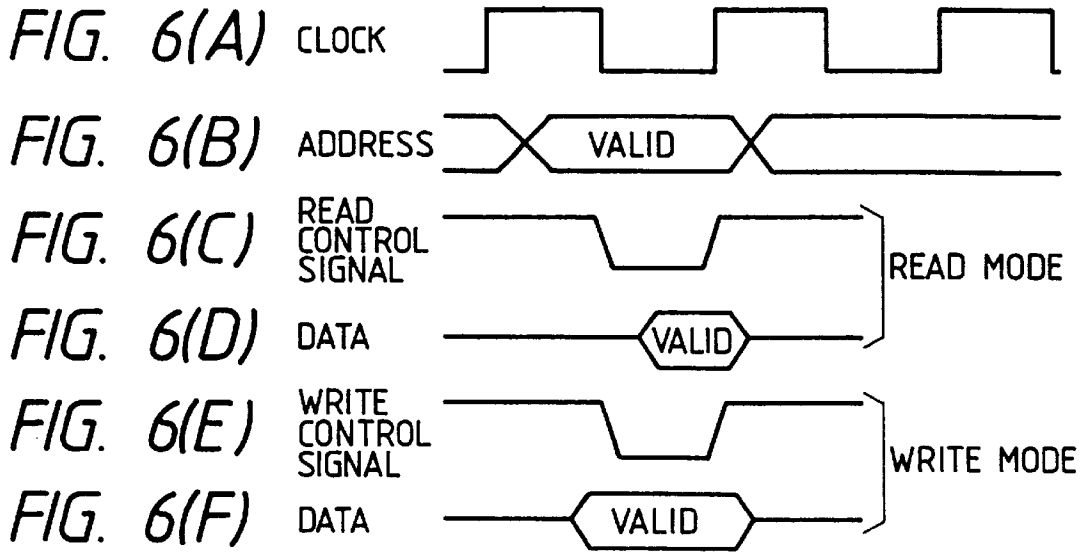 FIG. 6(A) CLOCK
FIG. 6(B) ADDRESS VALID
FIG. 6(C) READ
CONTROL
SIGNAL
READ MODE
FIG. 6(D) DATA VALID
FIG. 6(E) WRITE
CONTROL
SIGNAL
WRITE MODE
FIG. 6(F) DATA VALID